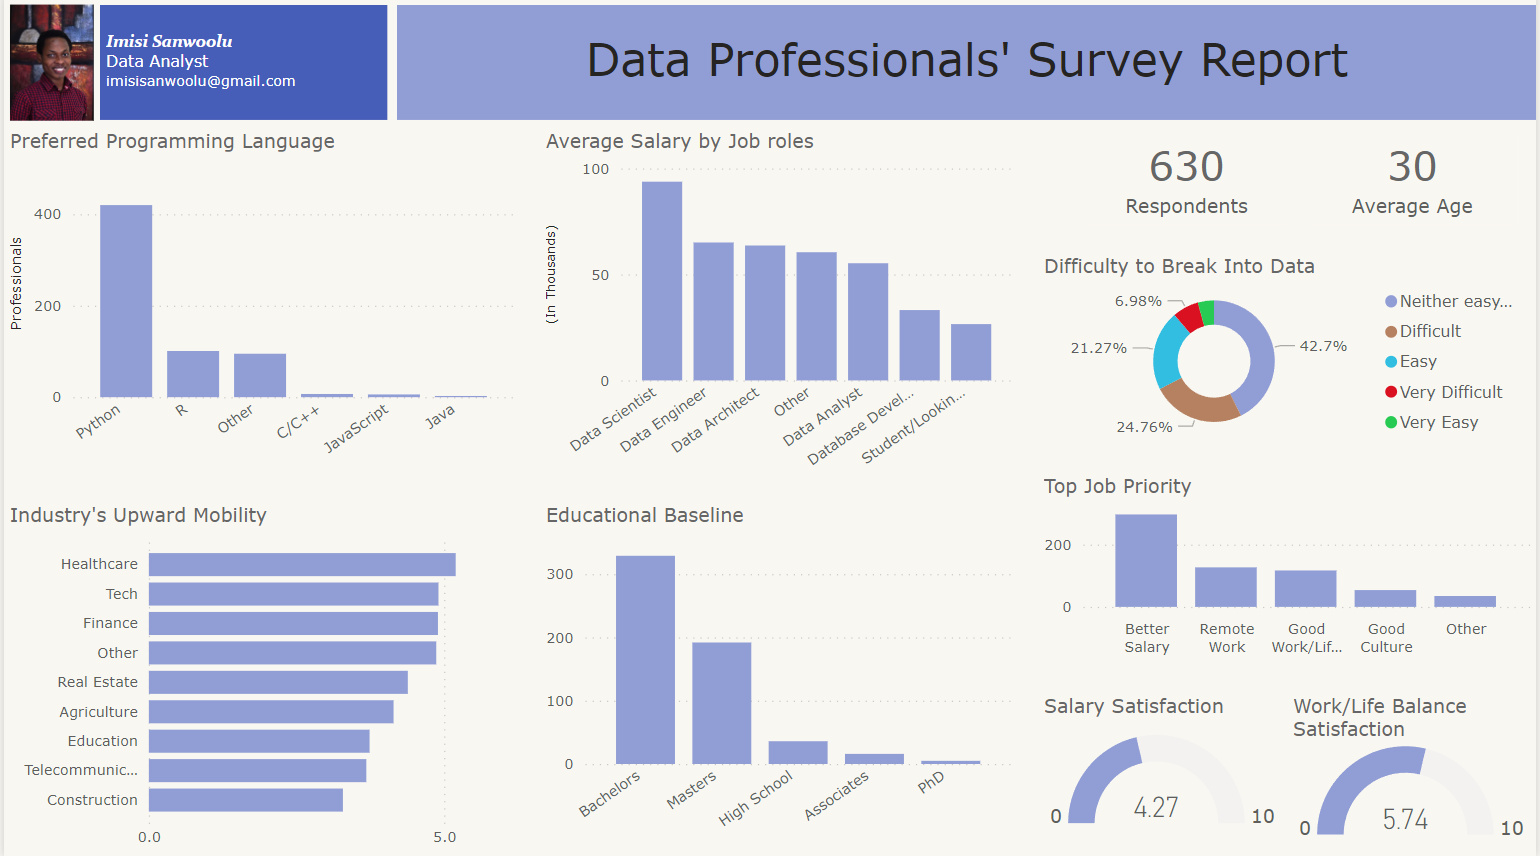 Imisi Sanwoolu
Data Analyst
imisisanwoolu@gmail.com
Data Professionals' Survey Report
Preferred Programming Language
Professionals
400
200
0
Python
R
Other
C/C++
JavaScript
Java
Average Salary by Job roles
(In Thousands)
100
50
0
Data Scientist
Data Engineer
Data Architect
Other
Data Analyst
Database Devel...
Student/Lookin...
630
Respondents
30
Average Age
Difficulty to Break Into Data
6.98%
21.27%
24.76%
42.7%
Neither easy...
Difficult
Easy
Very Difficult
Very Easy
Industry's Upward Mobility
Healthcare
Tech
Finance
Other
Real Estate
Agriculture
Education
Telecommunic...
Construction
0.0
5.0
Educational Baseline
300
200
100
0
Bachelors
Masters
High School
Associates
PhD
Top Job Priority
200
0
Better
Salary
Remote
Work
Good
Work/Lif...
Good
Culture
Other
Salary Satisfaction
0
4.27
10
Work/Life Balance
Satisfaction
0
5.74
10